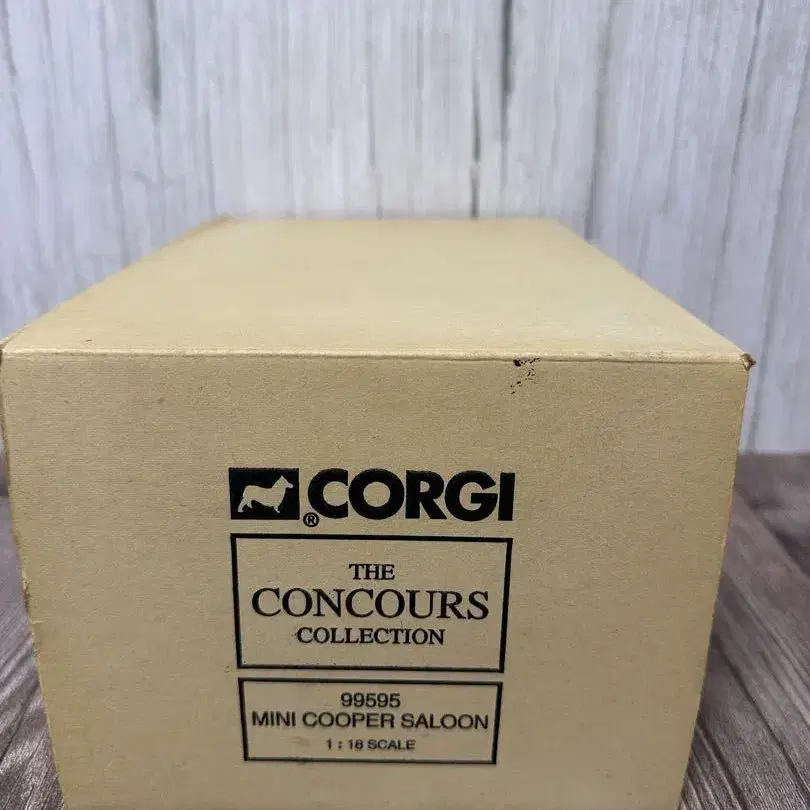 ® CORGI
THE
CONCOURS
COLLECTION
99595
MINI COOPER SALOON
1 : 18 SCALE